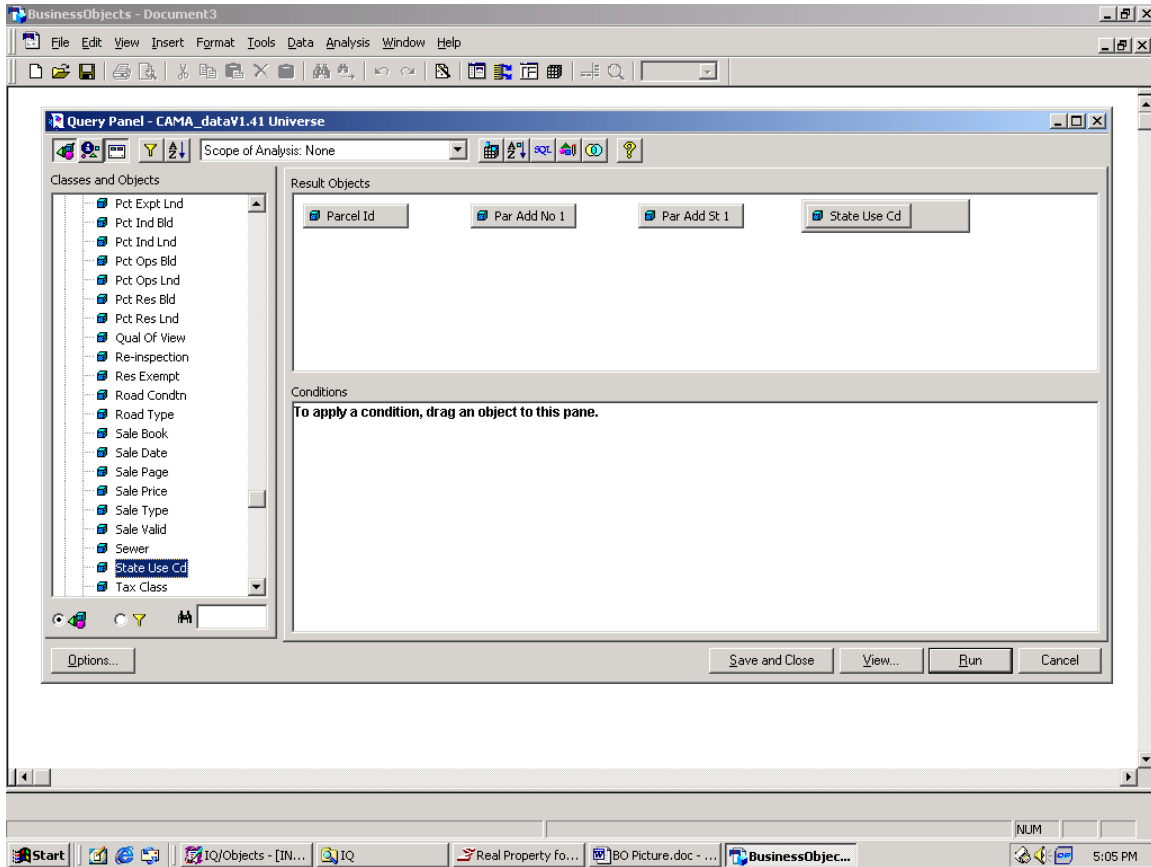 BusinessObjects - Document3
File Edit View Insert Format Tools Data Analysis Window Help
Query Panel - CAMA_dataV1.41 Universe
Scope of Analysis: None
SQL
Classes and Objects
Pct Expt Lnd
Pct Ind Bld
Pct Ind Lnd
Pct Ops Bld
Pct Ops Lnd
Pct Res Bld
Pct Res Lnd
Qual Of View
Re-inspection
Res Exempt
Road Condtn
Road Type
Sale Book
Sale Date
Sale Page
Sale Price
Sale Type
Sale Valid
Sewer
State Use Cd
Tax Class
Result Objects
Parcel Id Par Add No 1 Par Add St 1 State Use Cd
Conditions
To apply a condition, drag an object to this pane.
Options... Save and Close View... Run Cancel
NUM
Start IQ/Objects - [IN... IQ Real Property fo... BO Picture.doc - ... BusinessObjec... 5:05 PM